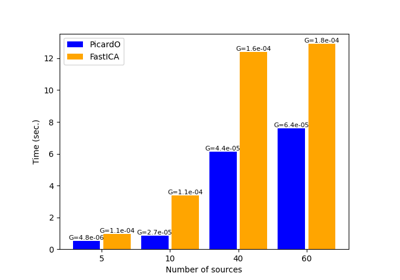 PicardO
FastICA
G=1.8e-04
G=1.6e-04
G=6.4e-05
G=4.4e-05
G=1.1e-04
G=2.7e-05
G=1.1e-04
G=4.8e-06
12
10
8
6
4
2
0
Time (sec.)
5 10 40 60
Number of sources